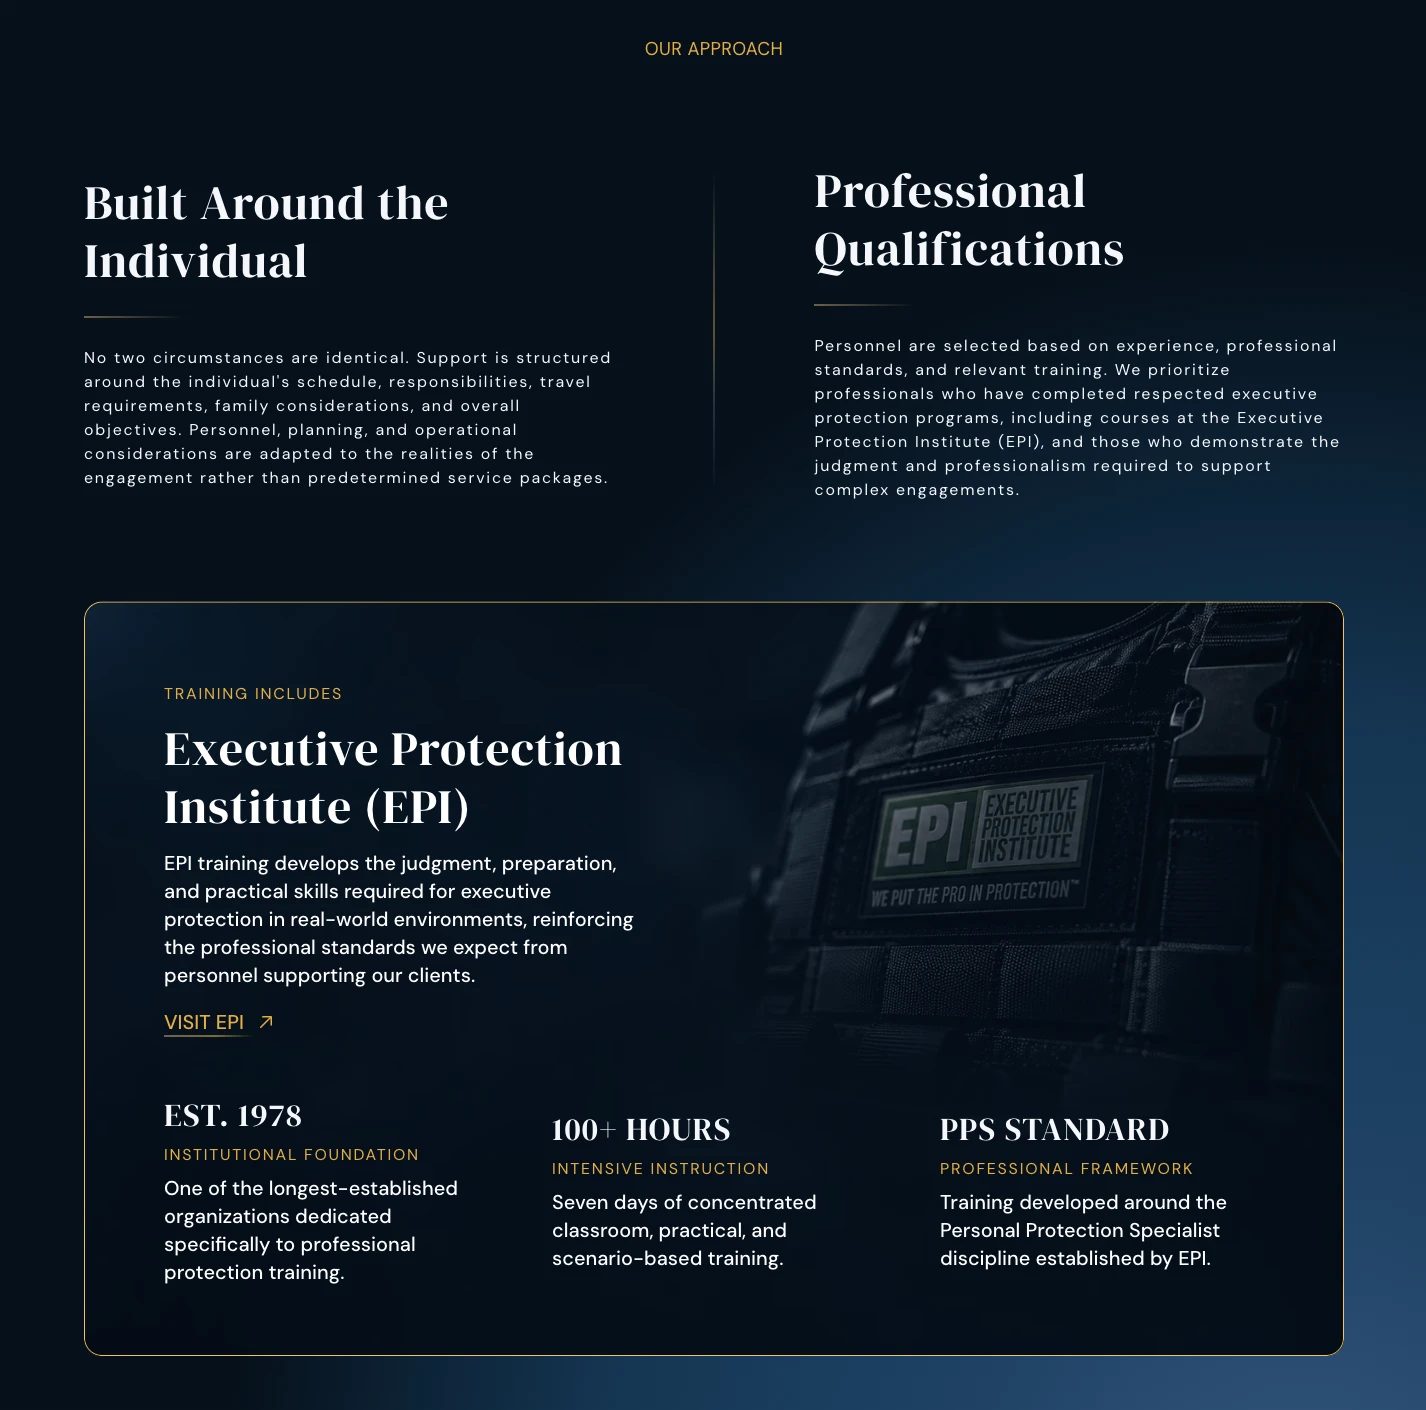 OUR APPROACH
Built Around the
Individual
No two circumstances are identical. Support is structured
around the individual's schedule, responsibilities, travel
requirements, family considerations, and overall
objectives. Personnel, planning, and operational
considerations are adapted to the realities of the
engagement rather than predetermined service packages.
Professional
Qualifications
Personnel are selected based on experience, professional
standards, and relevant training. We prioritize
professionals who have completed respected executive
protection programs, including courses at the Executive
Protection Institute (EPI), and those who demonstrate the
judgment and professionalism required to support
complex engagements.
TRAINING INCLUDES
Executive Protection
Institute (EPI)
EPI training develops the judgment, preparation,
and practical skills required for executive
protection in real-world environments, reinforcing
the professional standards we expect from
personnel supporting our clients.
VISIT EPI
EPI
EXECUTIVE
PROTECTION
INSTITUTE
WE PUT THE PRO IN PROTECTION™
EST. 1978
INSTITUTIONAL FOUNDATION
One of the longest-established
organizations dedicated
specifically to professional
protection training.
100+ HOURS
INTENSIVE INSTRUCTION
Seven days of concentrated
classroom, practical, and
scenario-based training.
PPS STANDARD
PROFESSIONAL FRAMEWORK
Training developed around the
Personal Protection Specialist
discipline established by EPI.